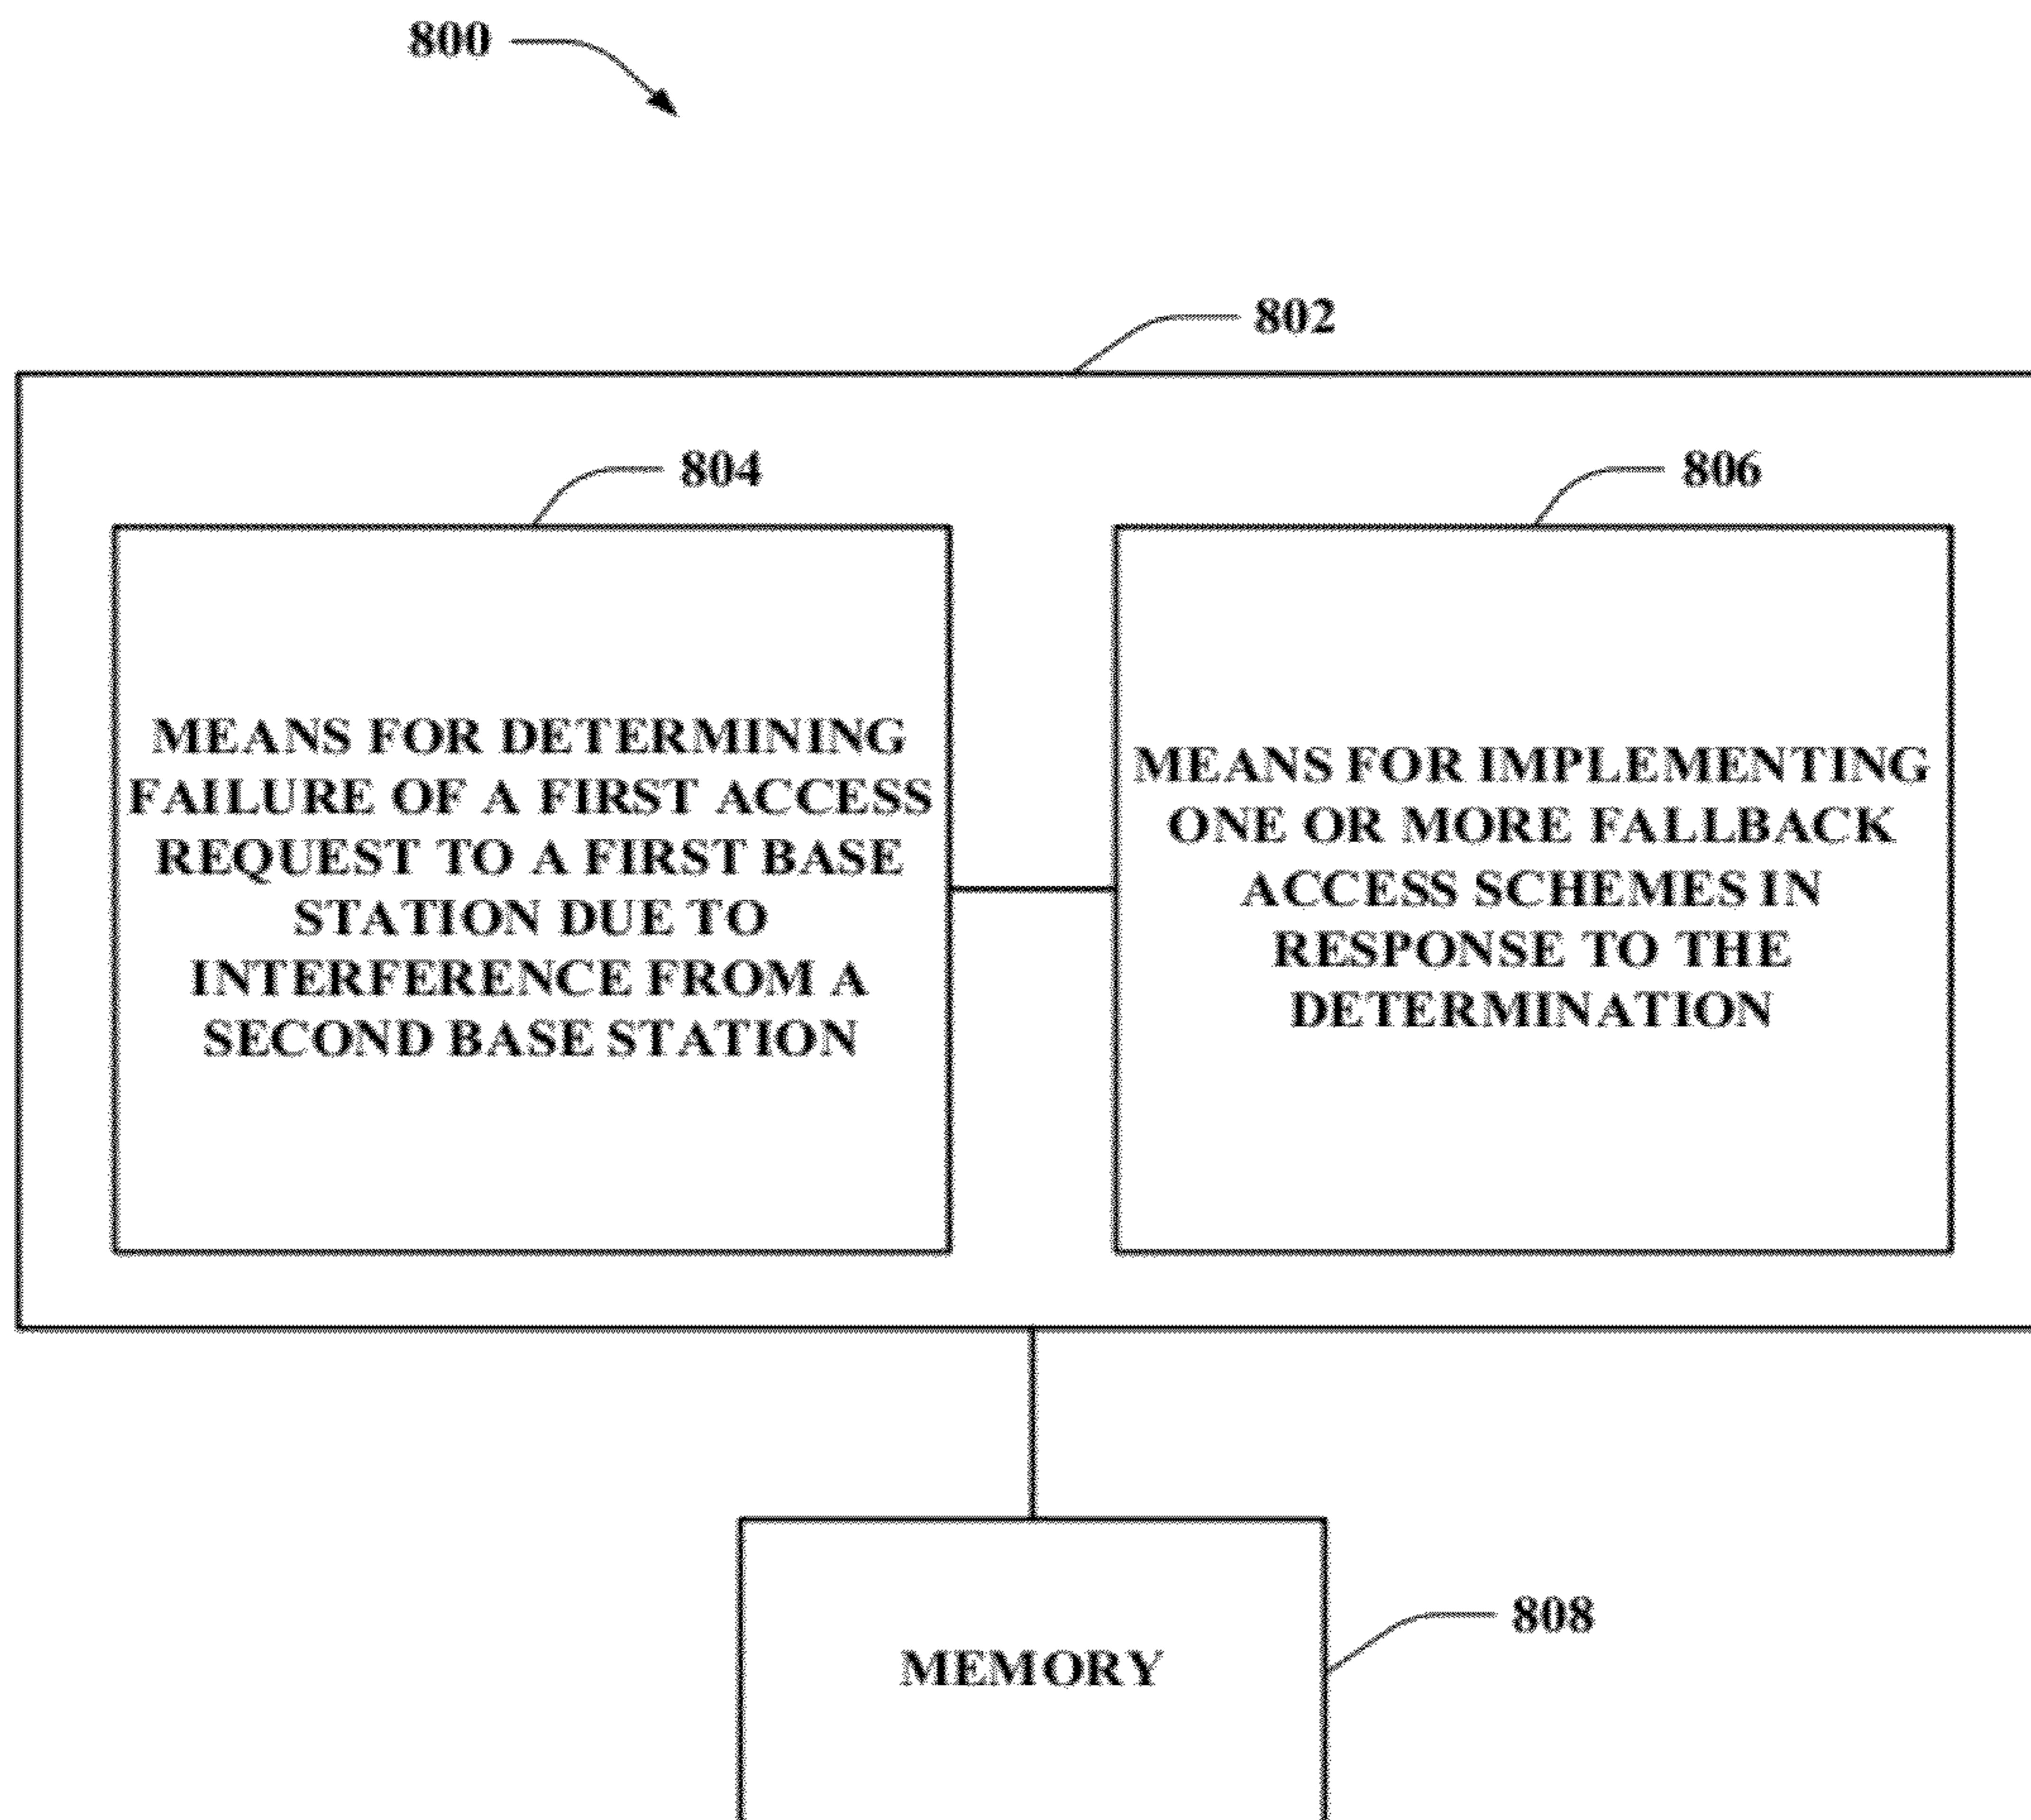 800
802
804
806
MEANS FOR DETERMINING
FAILURE OF A FIRST ACCESS
REQUEST TO A FIRST BASE
STATION DUE TO
INTERFERENCE FROM A
SECOND BASE STATION
MEANS FOR IMPLEMENTING
ONE OR MORE FALLBACK
ACCESS SCHEMES IN
RESPONSE TO THE
DETERMINATION
808
MEMORY